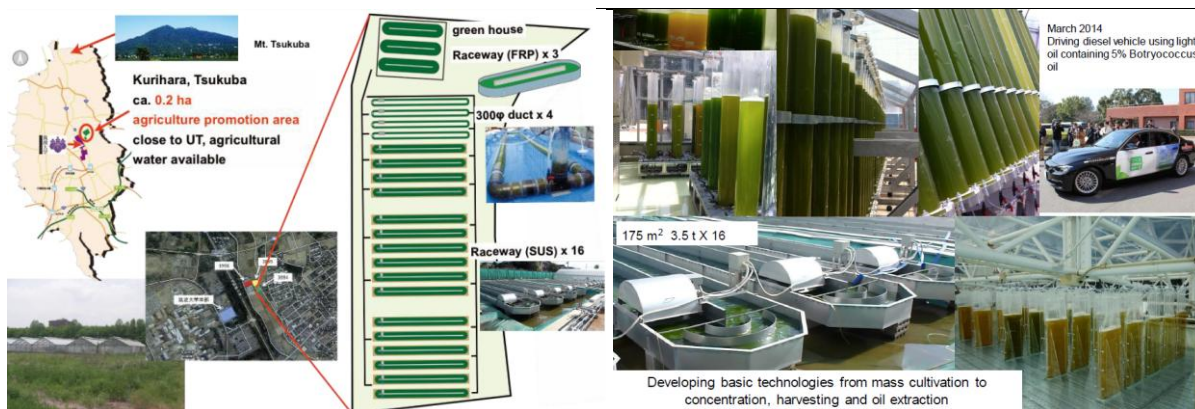 Mt. Tsukuba
Kurihara, Tsukuba
ca. 0.2 ha
agriculture promotion area
close to UT, agricultural
water available
green house
Raceway (FRP) x 3
300φ duct x 4
Raceway (SUS) x 16
March 2014
Driving diesel vehicle using light
oil containing 5% Botryococcus
oil
175 m² 3.5 t X 16
Developing basic technologies from mass cultivation to
concentration, harvesting and oil extraction